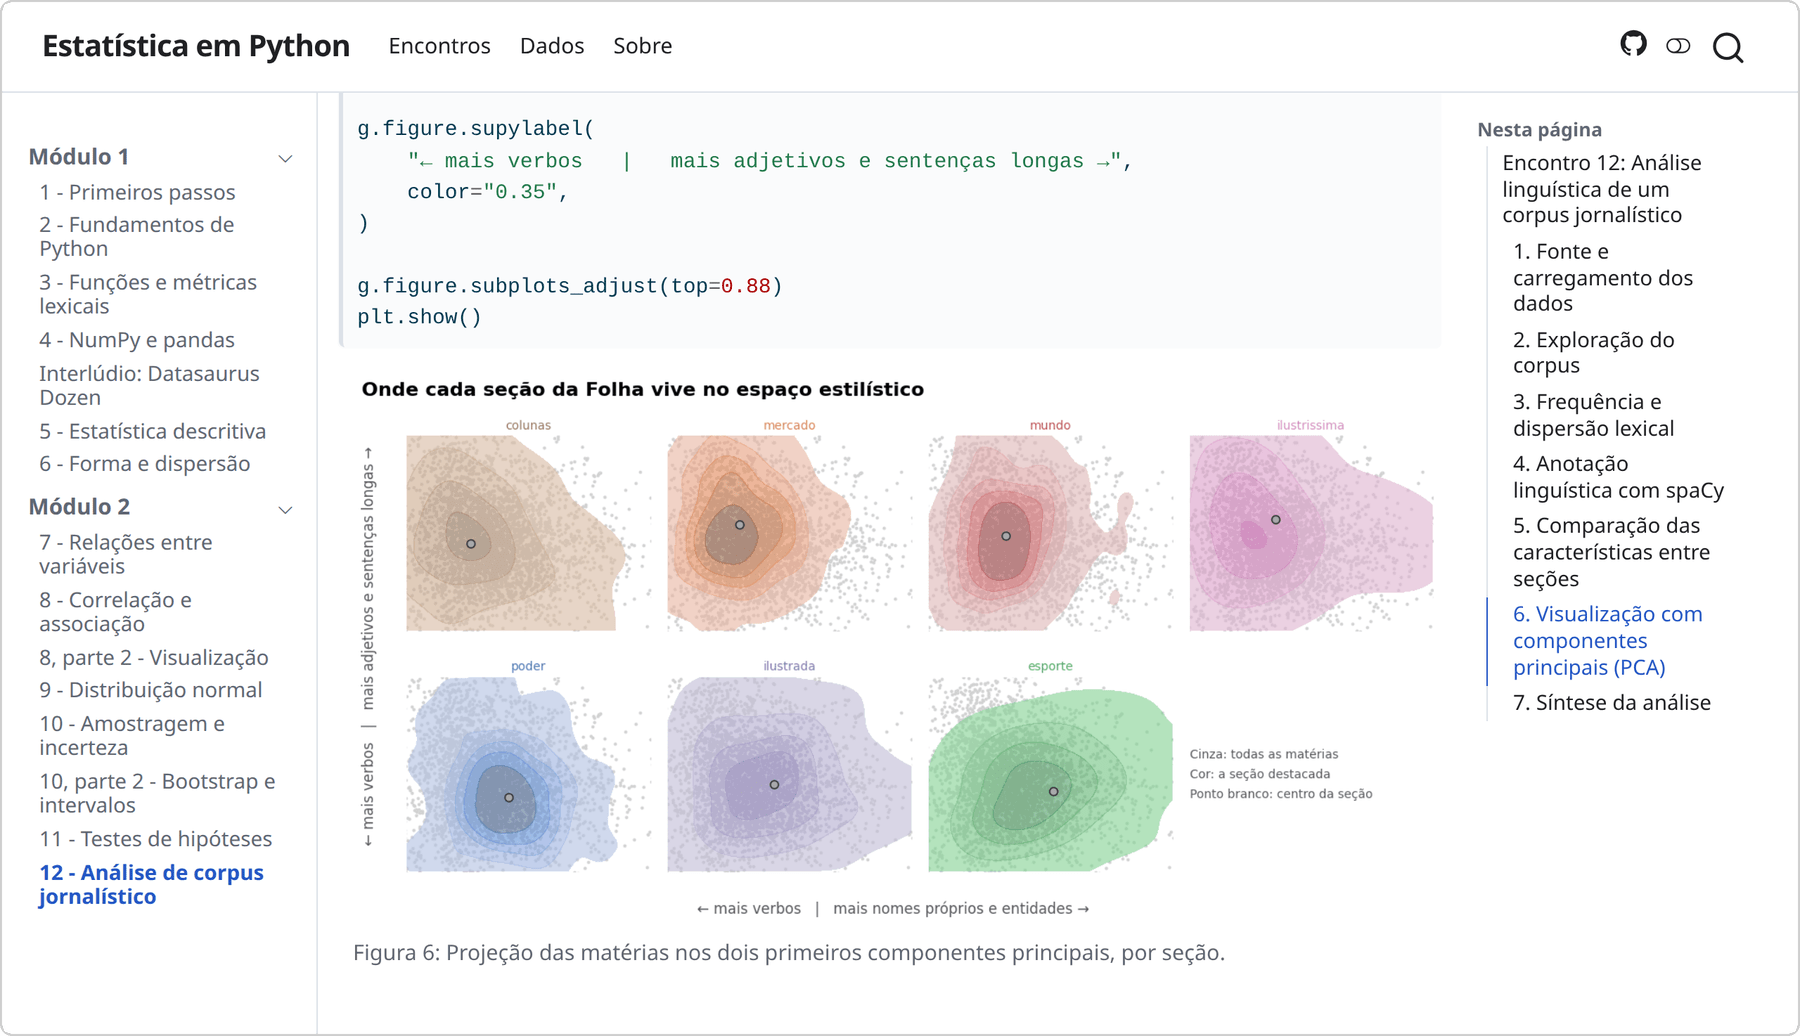 Estatística em Python
Encontros
Dados
Sobre
Módulo 1
1 - Primeiros passos
2 - Fundamentos de
Python
3 - Funções e métricas
lexicais
4 - NumPy e pandas
Interlúdio: Datasaurus
Dozen
5 - Estatística descritiva
6 - Forma e dispersão
Módulo 2
7 - Relações entre
variáveis
8 - Correlação e
associação
8, parte 2 - Visualização
9 - Distribuição normal
10 - Amostragem e
incerteza
10, parte 2 - Bootstrap e
intervalos
11 - Testes de hipóteses
12 - Análise de corpus
jornalístico
g.figure.supylabel(
    "← mais verbos   |   mais adjetivos e sentenças longas →",
    color="0.35",
)
g.figure.subplots_adjust(top=0.88)
plt.show()
Onde cada seção da Folha vive no espaço estilístico
colunas
mercado
mundo
ilustrissima
poder
ilustrada
esporte
← mais verbos   |   mais adjetivos e sentenças longas →
Cinza: todas as matérias
Cor: a seção destacada
Ponto branco: centro da seção
← mais verbos   |   mais nomes próprios e entidades →
Figura 6: Projeção das matérias nos dois primeiros componentes principais, por seção.
Nesta página
Encontro 12: Análise
linguística de um
corpus jornalístico
1. Fonte e
carregamento dos
dados
2. Exploração do
corpus
3. Frequência e
dispersão lexical
4. Anotação
linguística com spaCy
5. Comparação das
características entre
seções
6. Visualização com
componentes
principais (PCA)
7. Síntese da análise